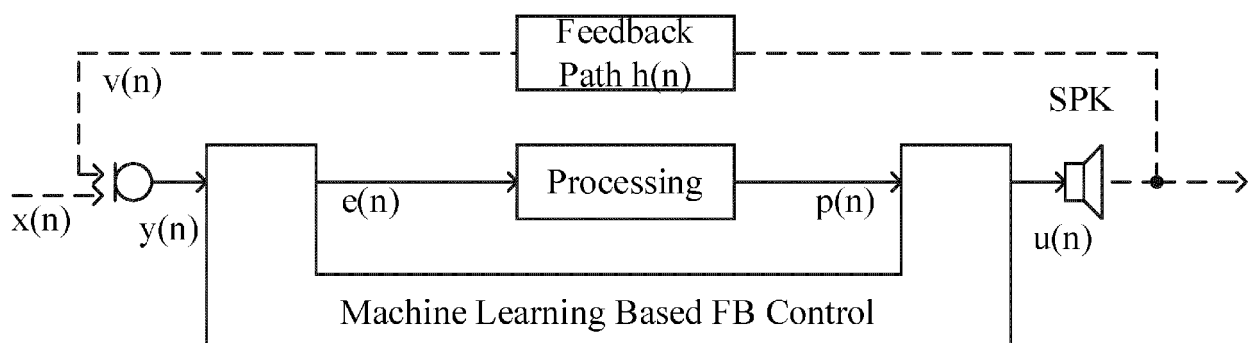 Feedback
Path h(n)
v(n)
SPK
Processing
x(n)
y(n)
e(n)
p(n)
u(n)
Machine Learning Based FB Control